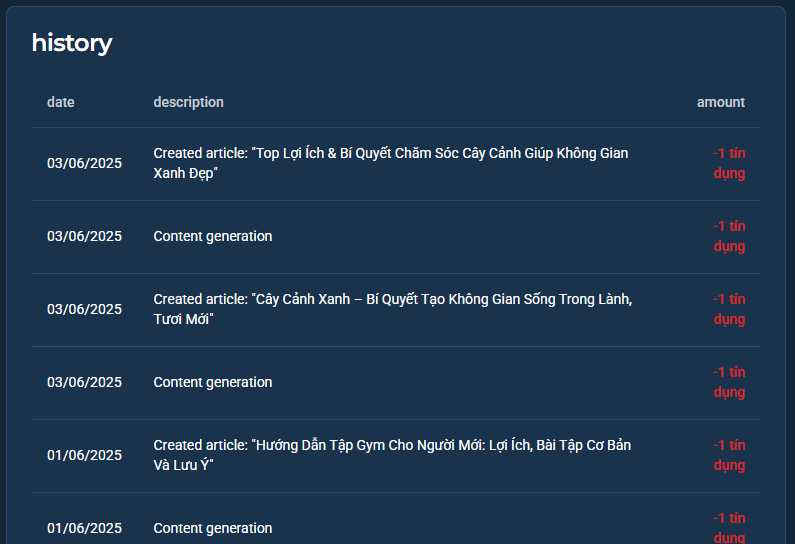 history
date description amount
03/06/2025 Created article: "Top Lợi Ích & Bí Quyết Chăm Sóc Cây Cảnh Giúp Không Gian -1 tín
Xanh Đẹp" dụng
03/06/2025 Content generation -1 tín
dụng
03/06/2025 Created article: "Cây Cảnh Xanh – Bí Quyết Tạo Không Gian Sống Trong Lành, -1 tín
Tươi Mới" dụng
03/06/2025 Content generation -1 tín
dụng
01/06/2025 Created article: "Hướng Dẫn Tập Gym Cho Người Mới: Lợi Ích, Bài Tập Cơ Bản -1 tín
Và Lưu Ý" dụng
01/06/2025 Content generation -1 tín
dụng